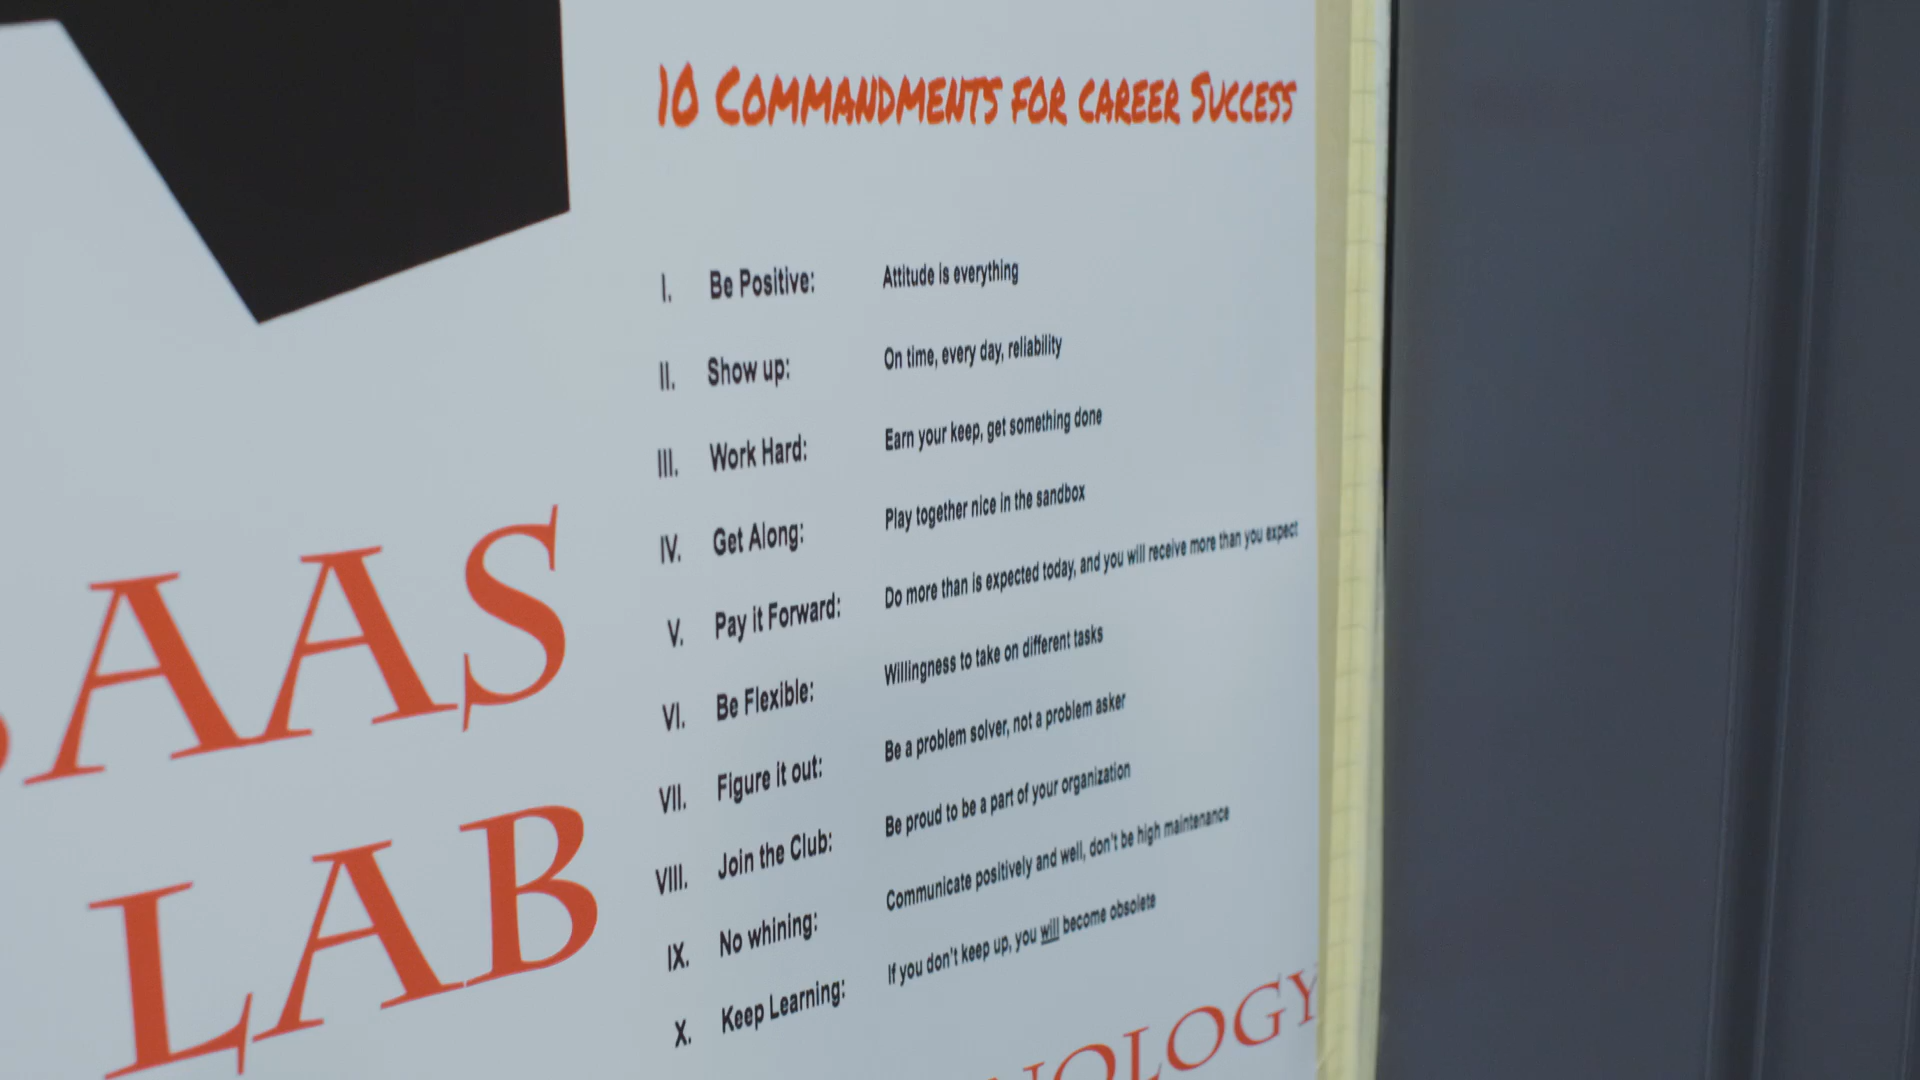 10 COMMANDMENTS FOR CAREER SUCCESS
I. Be Positive: Attitude is everything
II. Show up: On time, every day, reliability
III. Work Hard: Earn your keep, get something done
IV. Get Along: Play together nice in the sandbox
V. Pay it Forward: Do more than is expected today, and you will receive more than you expect
VI. Be Flexible: Willingness to take on different tasks
VII. Figure it out: Be a problem solver, not a problem asker
VIII. Join the Club: Be proud to be a part of your organization
IX. No whining: Communicate positively and well, don't be high maintenance
X. Keep Learning: If you don't keep up, you will become obsolete
AAS
LAB
NOLOGY